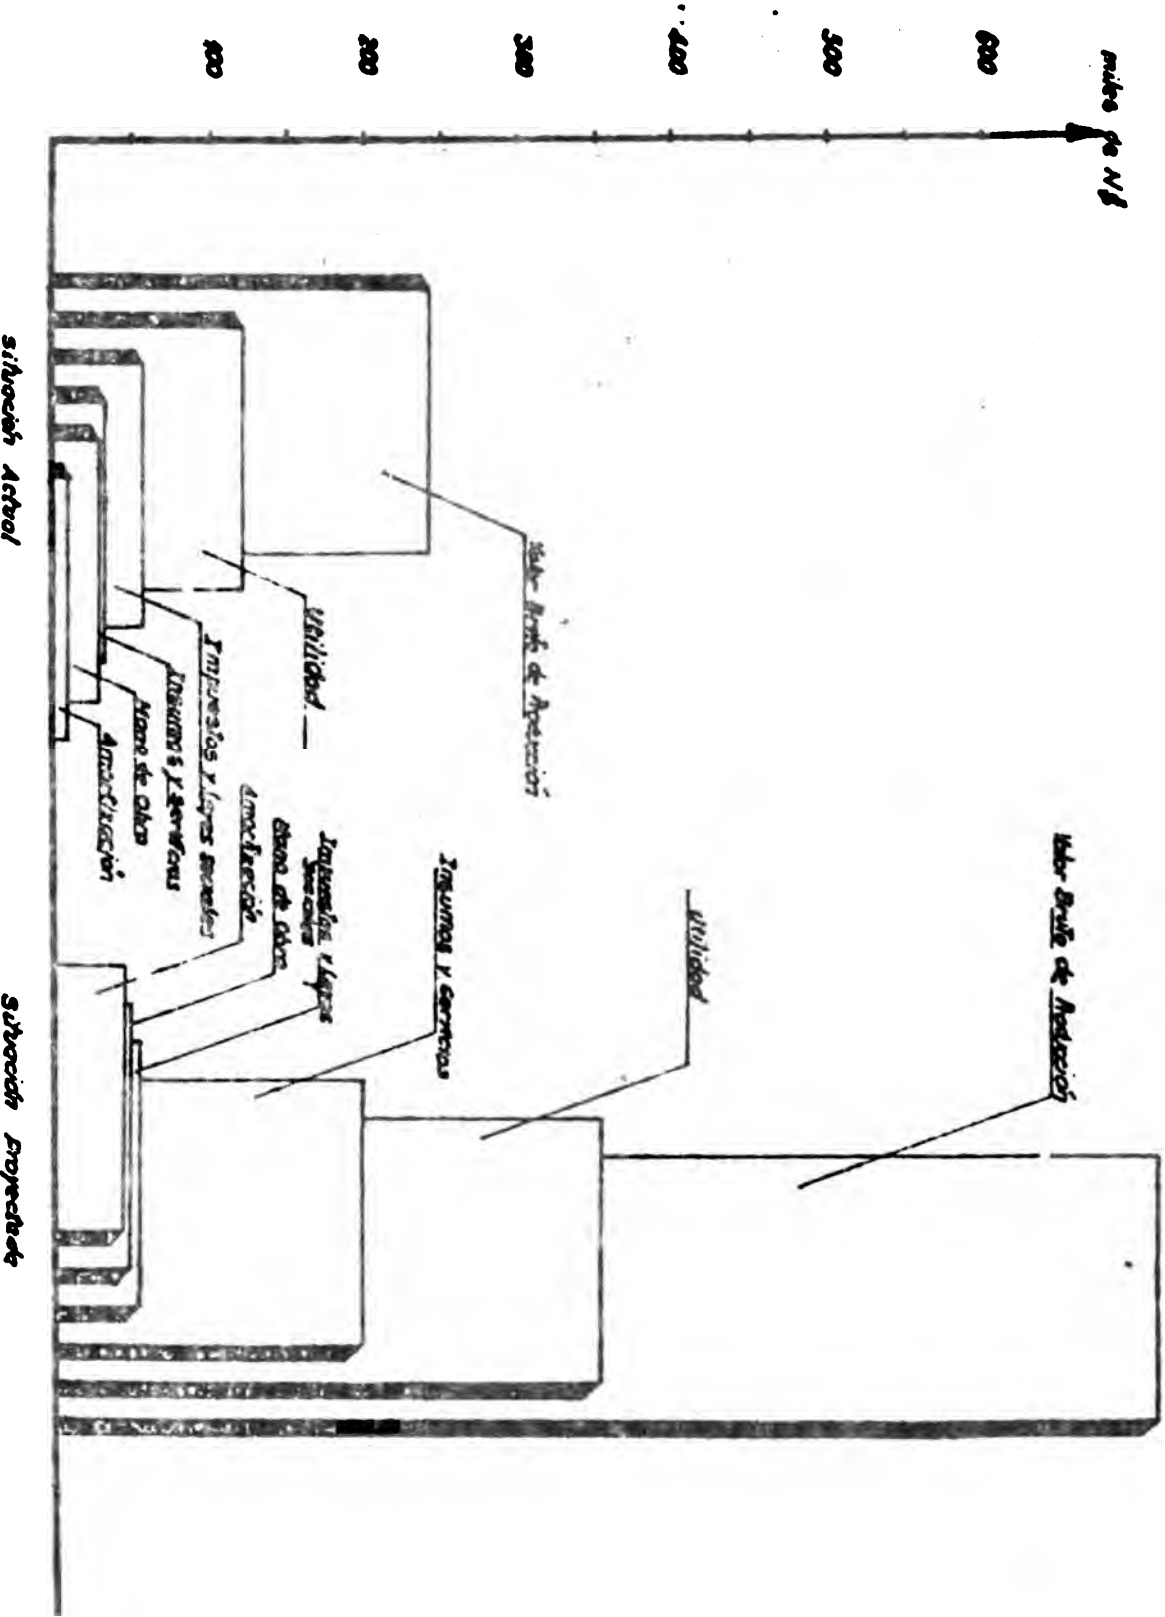 miles de N$
600
500
400
300
200
100
Valor Bruto de Producción
Utilidad
Impuestos y Leyes sociales
Insumos y Servicios
Mano de Obra
Amortización
Situación Actual
Valor Bruto de Producción
Utilidad
Insumos y Servicios
Impuestos y Leyes
Sociales
Mano de Obra
Amortización
Situación Proyectada